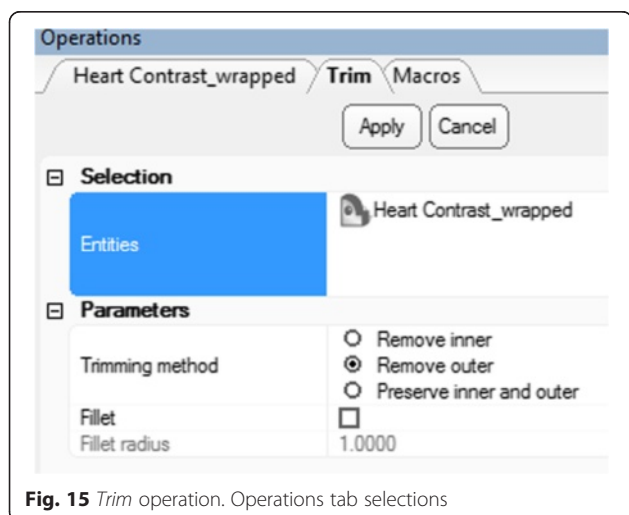 Operations
Heart Contrast_wrapped Trim Macros
Apply Cancel
Selection
Entities Heart Contrast_wrapped
Parameters
Trimming method
Remove inner
Remove outer
Preserve inner and outer
Fillet
Fillet radius 1.0000
Fig. 15 Trim operation. Operations tab selections